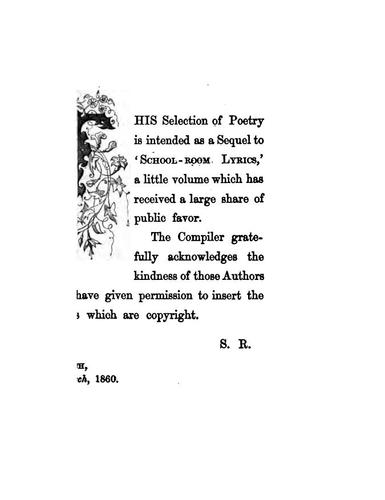 THIS Selection of Poetry
is intended as a Sequel to
'SCHOOL-ROOM LYRICS,'
a little volume which has
received a large share of
public favor.
The Compiler grate-
fully acknowledges the
kindness of those Authors
have given permission to insert the
which are copyright.
S. R.
1860.